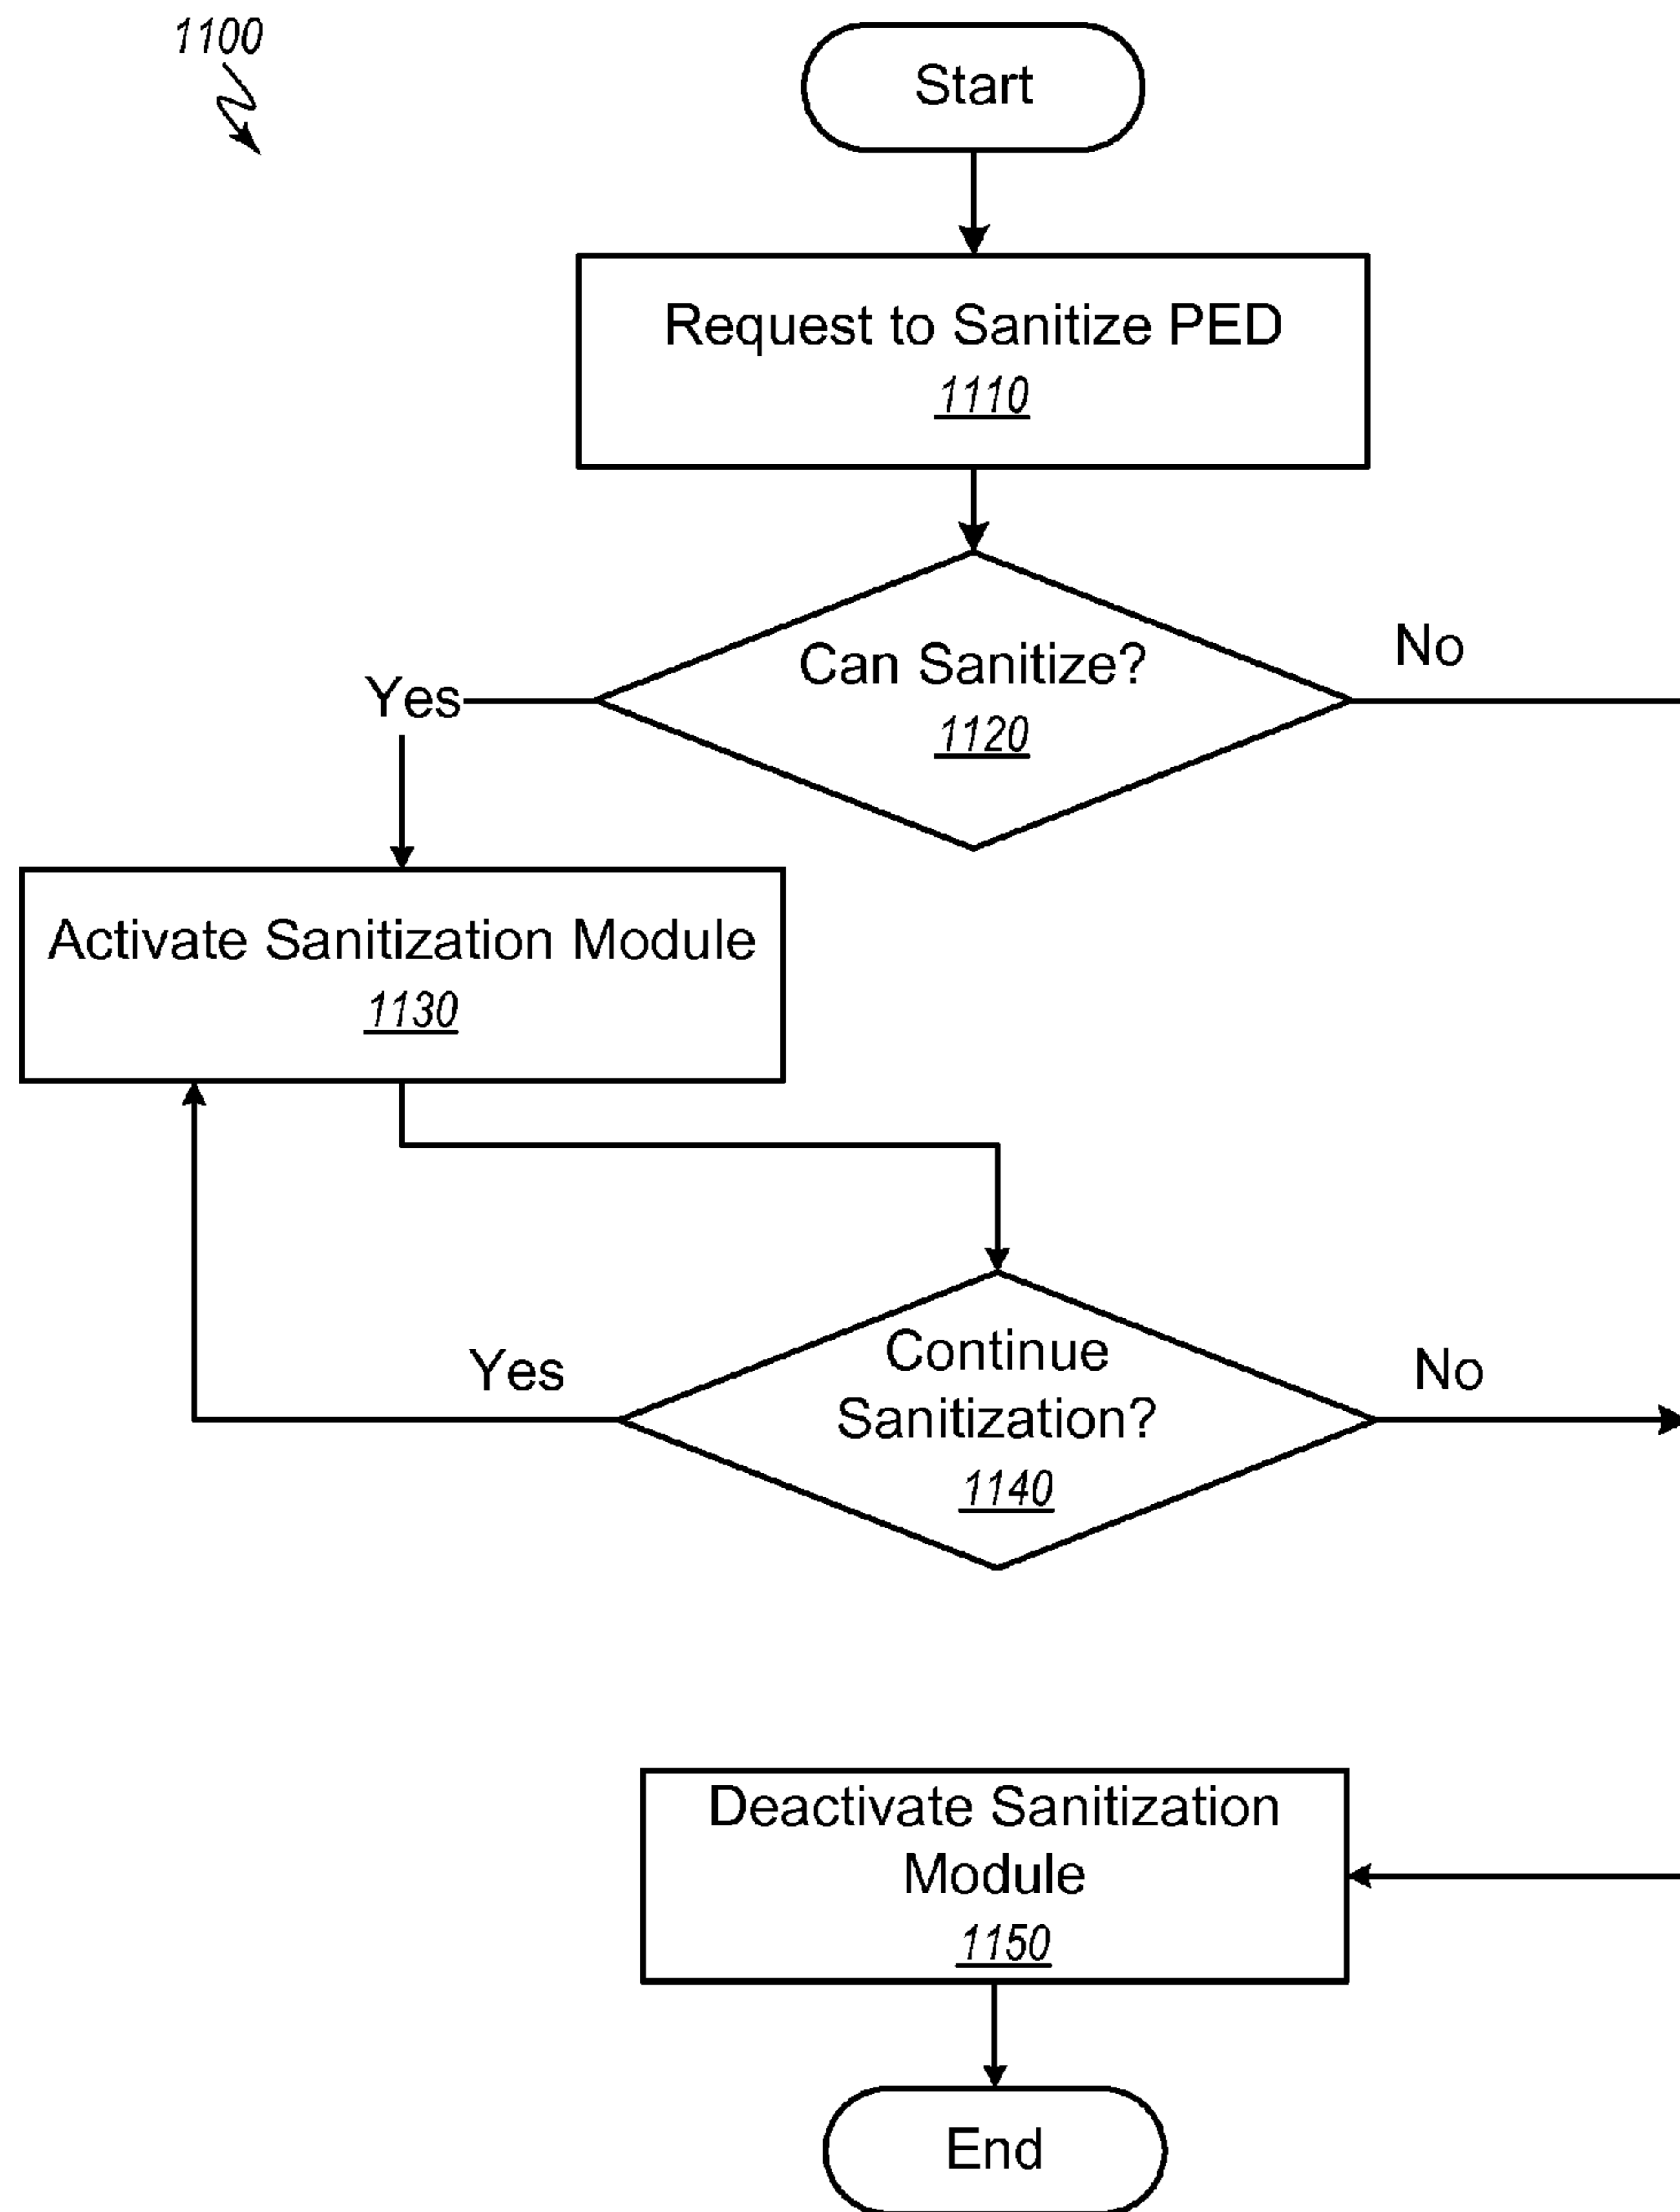 1100
Start
Request to Sanitize PED
1110
Can Sanitize?
1120
No
Yes
Activate Sanitization Module
1130
Continue
Sanitization?
1140
Yes
No
Deactivate Sanitization
Module
1150
End